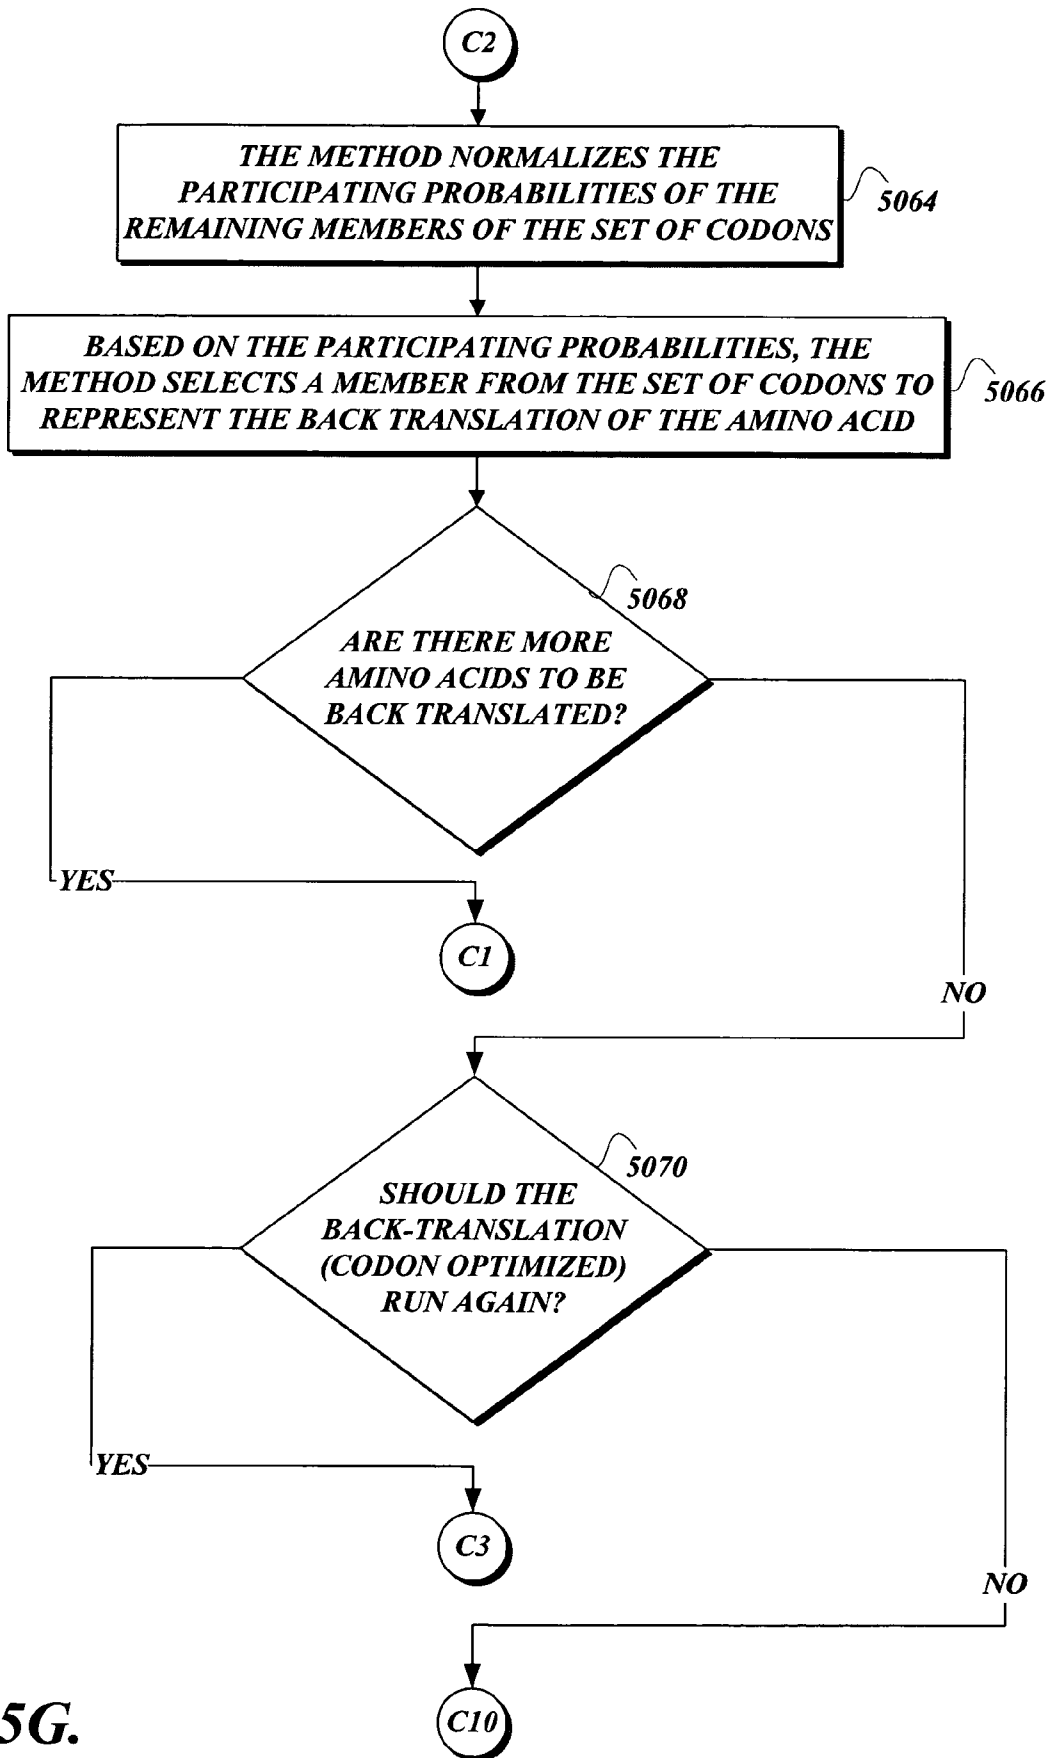 C2
THE METHOD NORMALIZES THE
PARTICIPATING PROBABILITIES OF THE
REMAINING MEMBERS OF THE SET OF CODONS
5064
BASED ON THE PARTICIPATING PROBABILITIES, THE
METHOD SELECTS A MEMBER FROM THE SET OF CODONS TO
REPRESENT THE BACK TRANSLATION OF THE AMINO ACID
5066
5068
ARE THERE MORE
AMINO ACIDS TO BE
BACK TRANSLATED?
YES
C1
NO
5070
SHOULD THE
BACK-TRANSLATION
(CODON OPTIMIZED)
RUN AGAIN?
YES
C3
NO
C10
5G.